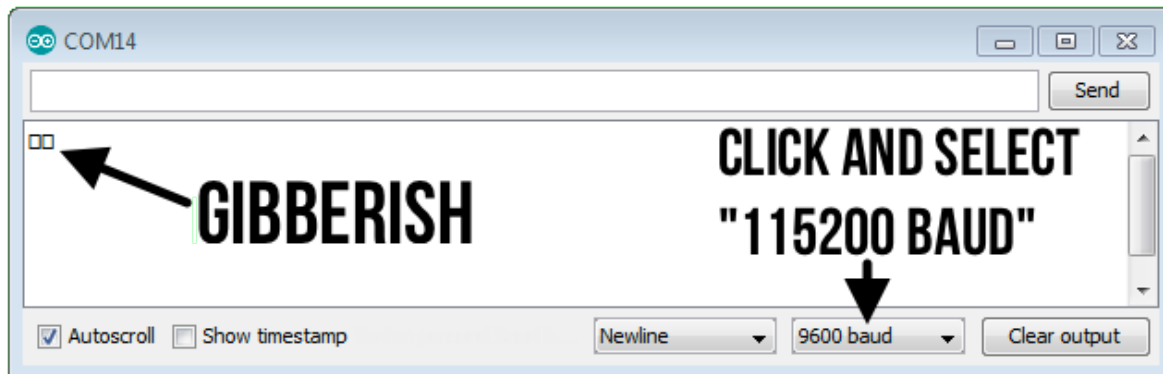 COM14
Send
□□
GIBBERISH
CLICK AND SELECT
"115200 BAUD"
Autoscroll
Show timestamp
Newline
9600 baud
Clear output